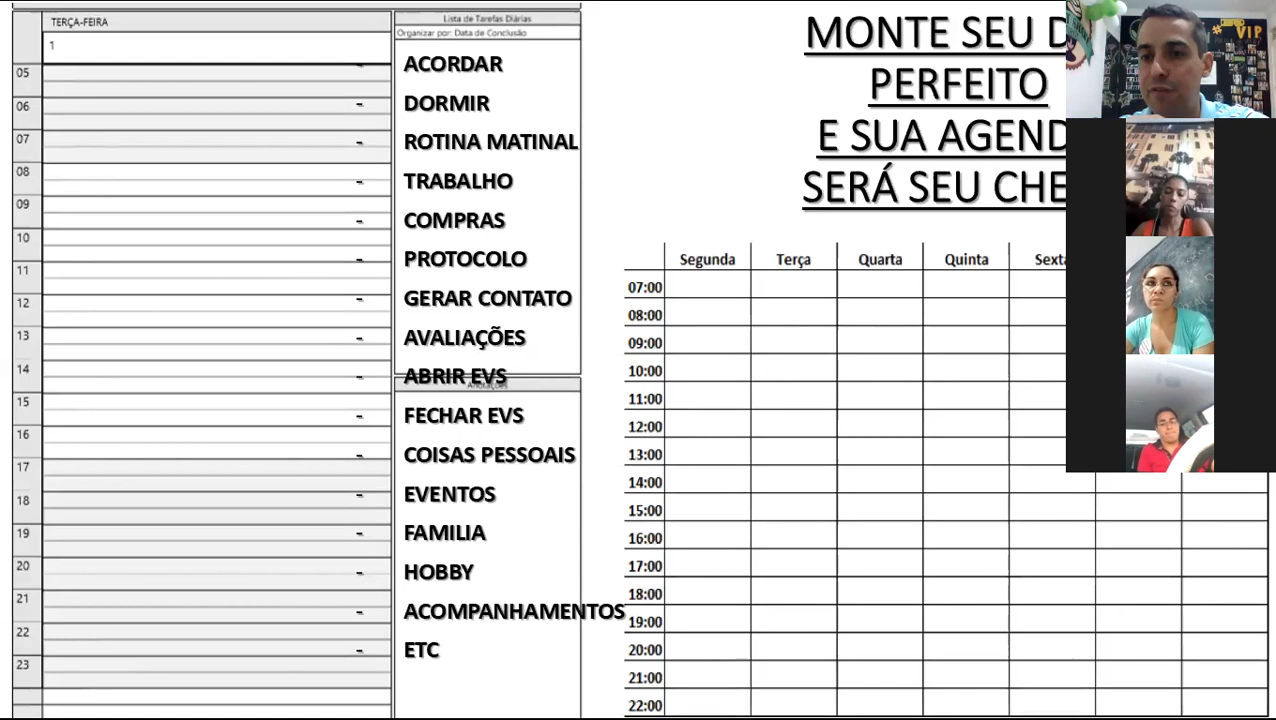 TERÇA-FEIRA
1
05
06
07
08
09
10
11
12
13
14
15
16
17
18
19
20
21
22
23
Lista de Tarefas Diárias
Organizar por: Data de Conclusão
- ACORDAR
- DORMIR
- ROTINA MATINAL
- TRABALHO
- COMPRAS
- PROTOCOLO
- GERAR CONTATO
- AVALIAÇÕES
- ABRIR EVS
Anotações
- FECHAR EVS
- COISAS PESSOAIS
- EVENTOS
- FAMILIA
- HOBBY
- ACOMPANHAMENTOS
- ETC
MONTE SEU D
PERFEITO
E SUA AGEND
SERÁ SEU CHE
Segunda Terça Quarta Quinta Sexta
07:00
08:00
09:00
10:00
11:00
12:00
13:00
14:00
15:00
16:00
17:00
18:00
19:00
20:00
21:00
22:00
VIP